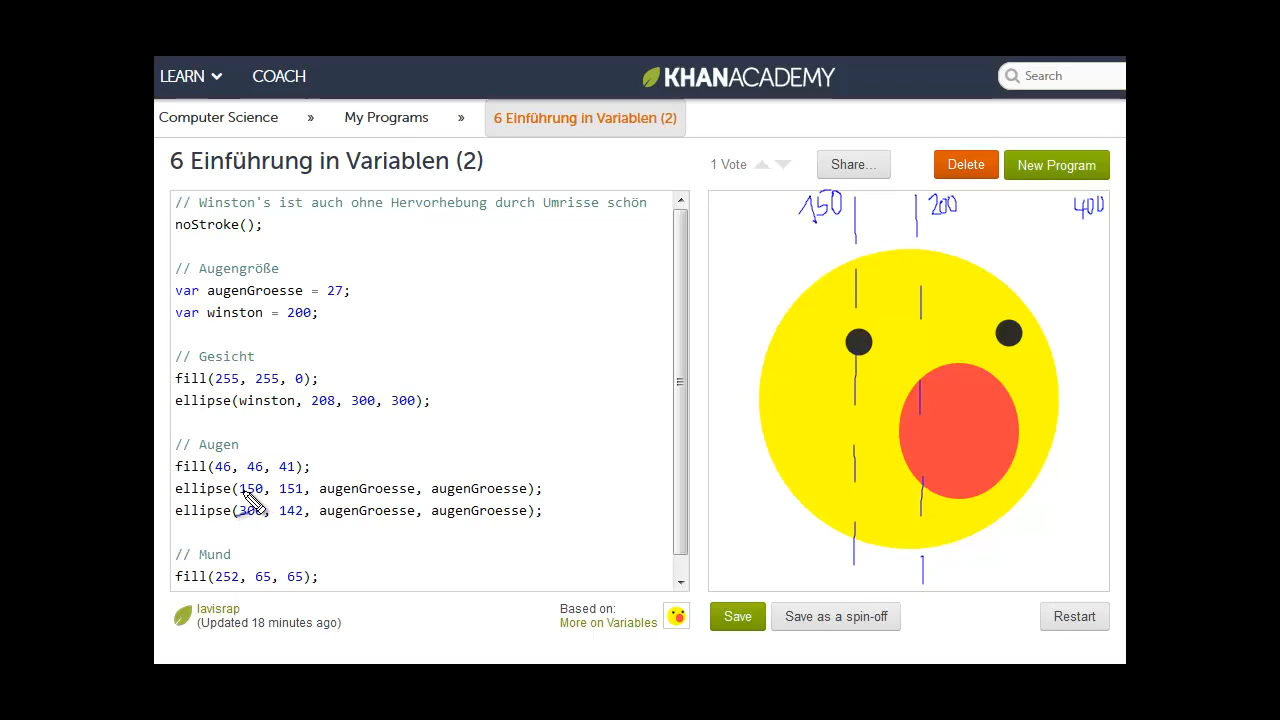 LEARN COACH KHANACADEMY Search
Computer Science » My Programs » 6 Einführung in Variablen (2)
6 Einführung in Variablen (2)
1 Vote Share... Delete New Program
// Winston's ist auch ohne Hervorhebung durch Umrisse schön
noStroke();
// Augengröße
var augenGroesse = 27;
var winston = 200;
// Gesicht
fill(255, 255, 0);
ellipse(winston, 208, 300, 300);
// Augen
fill(46, 46, 41);
ellipse(150, 151, augenGroesse, augenGroesse);
ellipse(300, 142, augenGroesse, augenGroesse);
// Mund
fill(252, 65, 65);
150 200 400
lavisrap
(Updated 18 minutes ago)
Based on:
More on Variables
Save Save as a spin-off Restart